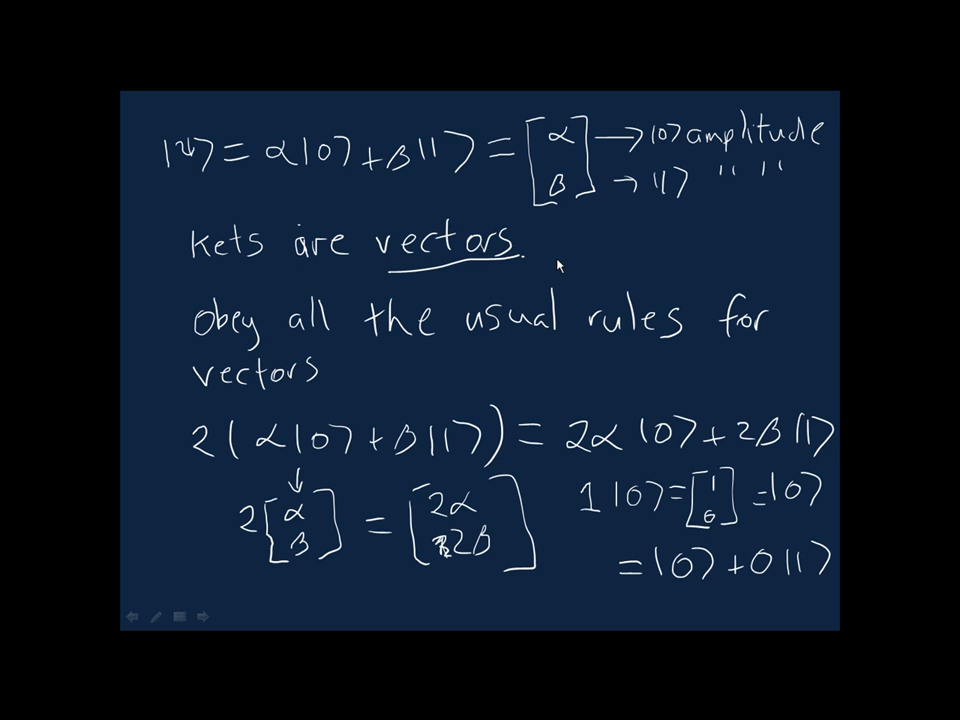 |ψ⟩ = α|0⟩ + β|1⟩ = [α β] → |0⟩ amplitude
→ |1⟩ " "
kets are vectors.
Obey all the usual rules for
vectors
2(α|0⟩ + β|1⟩) = 2α|0⟩ + 2β|1⟩
↓
2[α β] = [2α 2β]
1|0⟩ = [1 0] = |0⟩
= |0⟩ + 0|1⟩